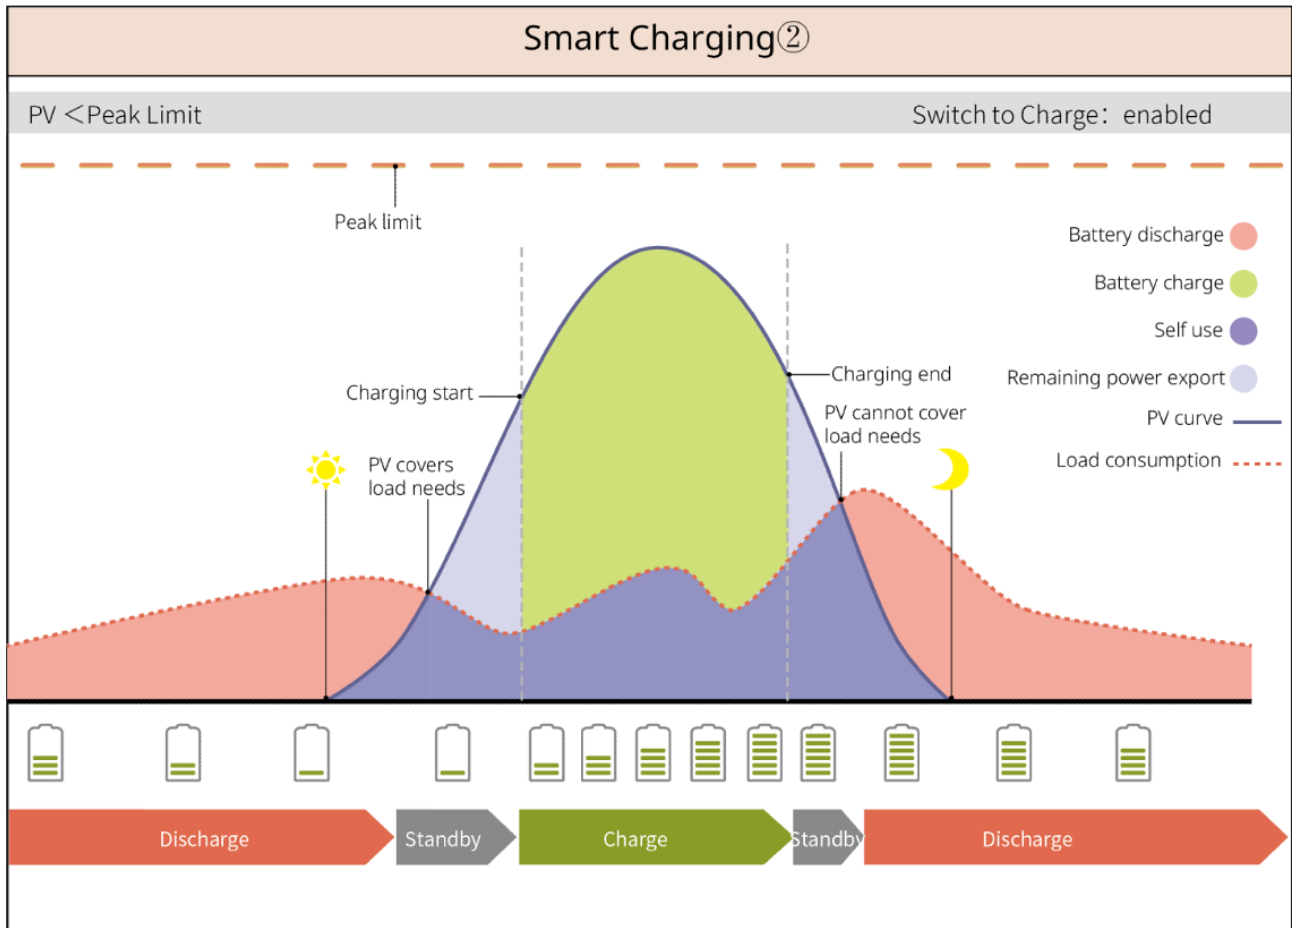 Smart Charging②
PV ＜Peak Limit
Switch to Charge：enabled
Peak limit
Battery discharge
Battery charge
Self use
Remaining power export
PV curve
Load consumption
Charging start
Charging end
PV cannot cover
load needs
PV covers
load needs
Discharge
Standby
Charge
Standby
Discharge